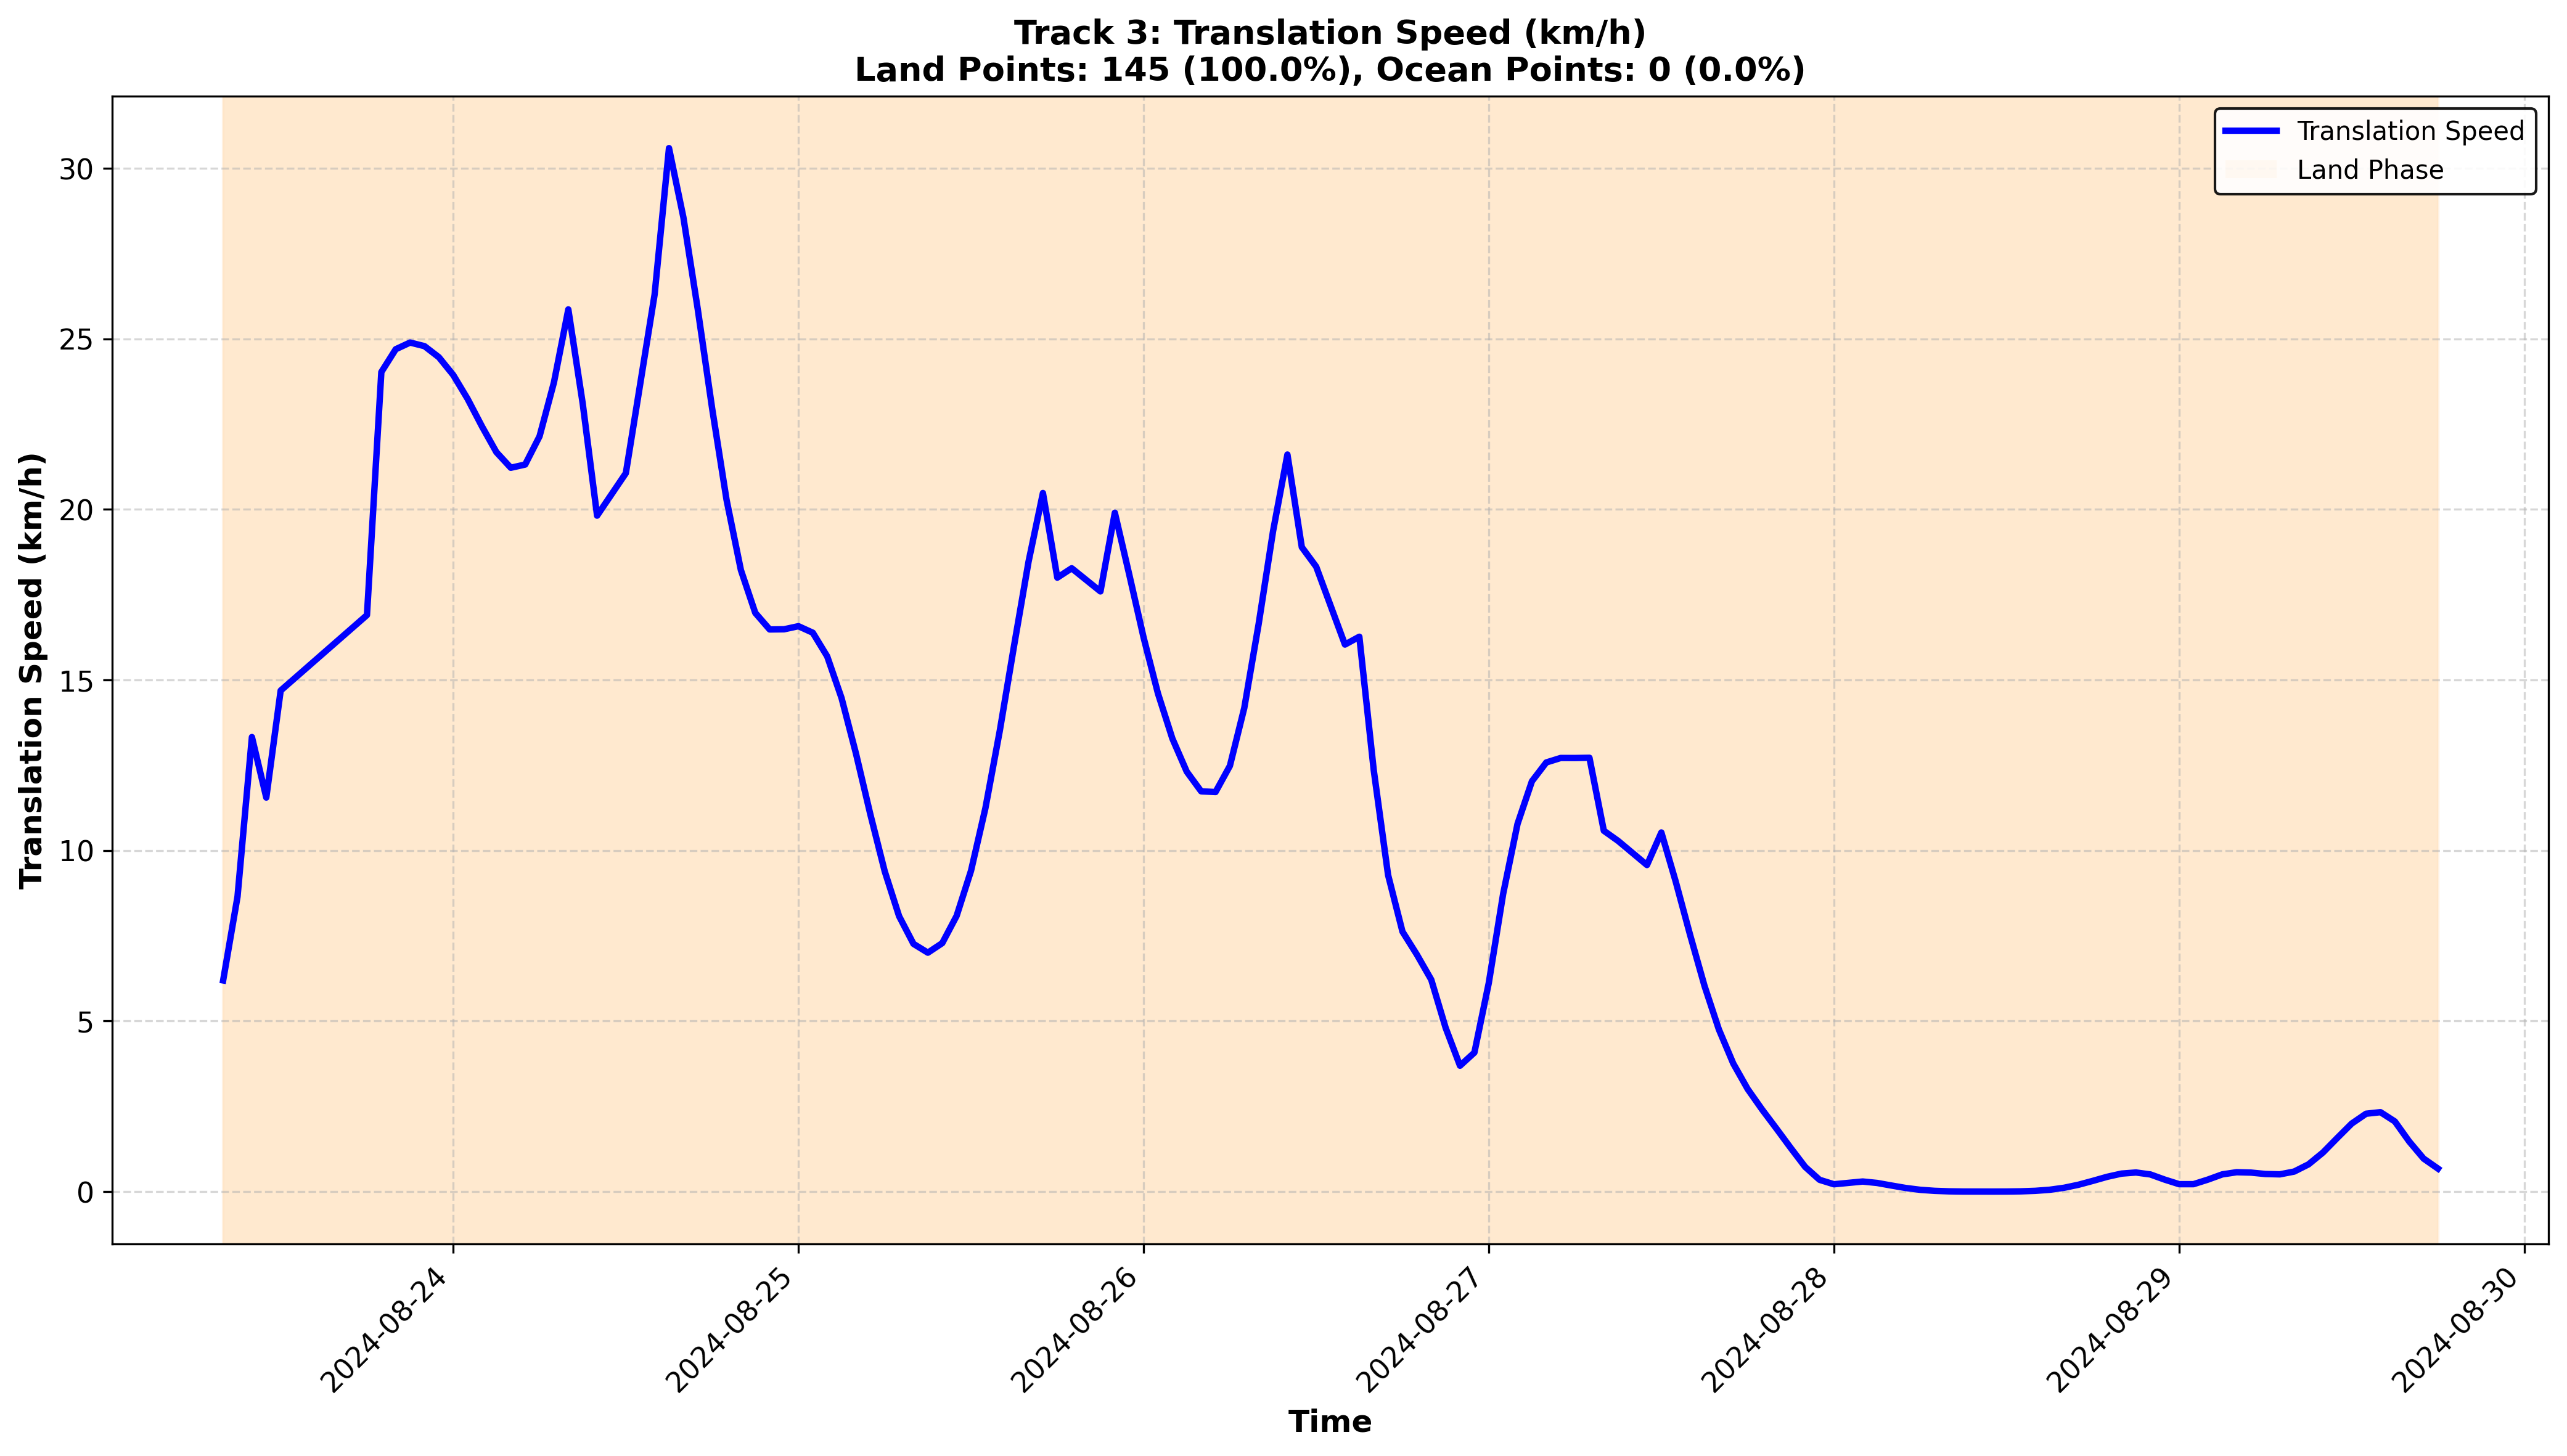 Track 3: Translation Speed (km/h)
Land Points: 145 (100.0%), Ocean Points: 0 (0.0%)
Translation Speed
Land Phase
Translation Speed (km/h)
30
25
20
15
10
5
0
2024-08-24
2024-08-25
2024-08-26
2024-08-27
2024-08-28
2024-08-29
2024-08-30
Time